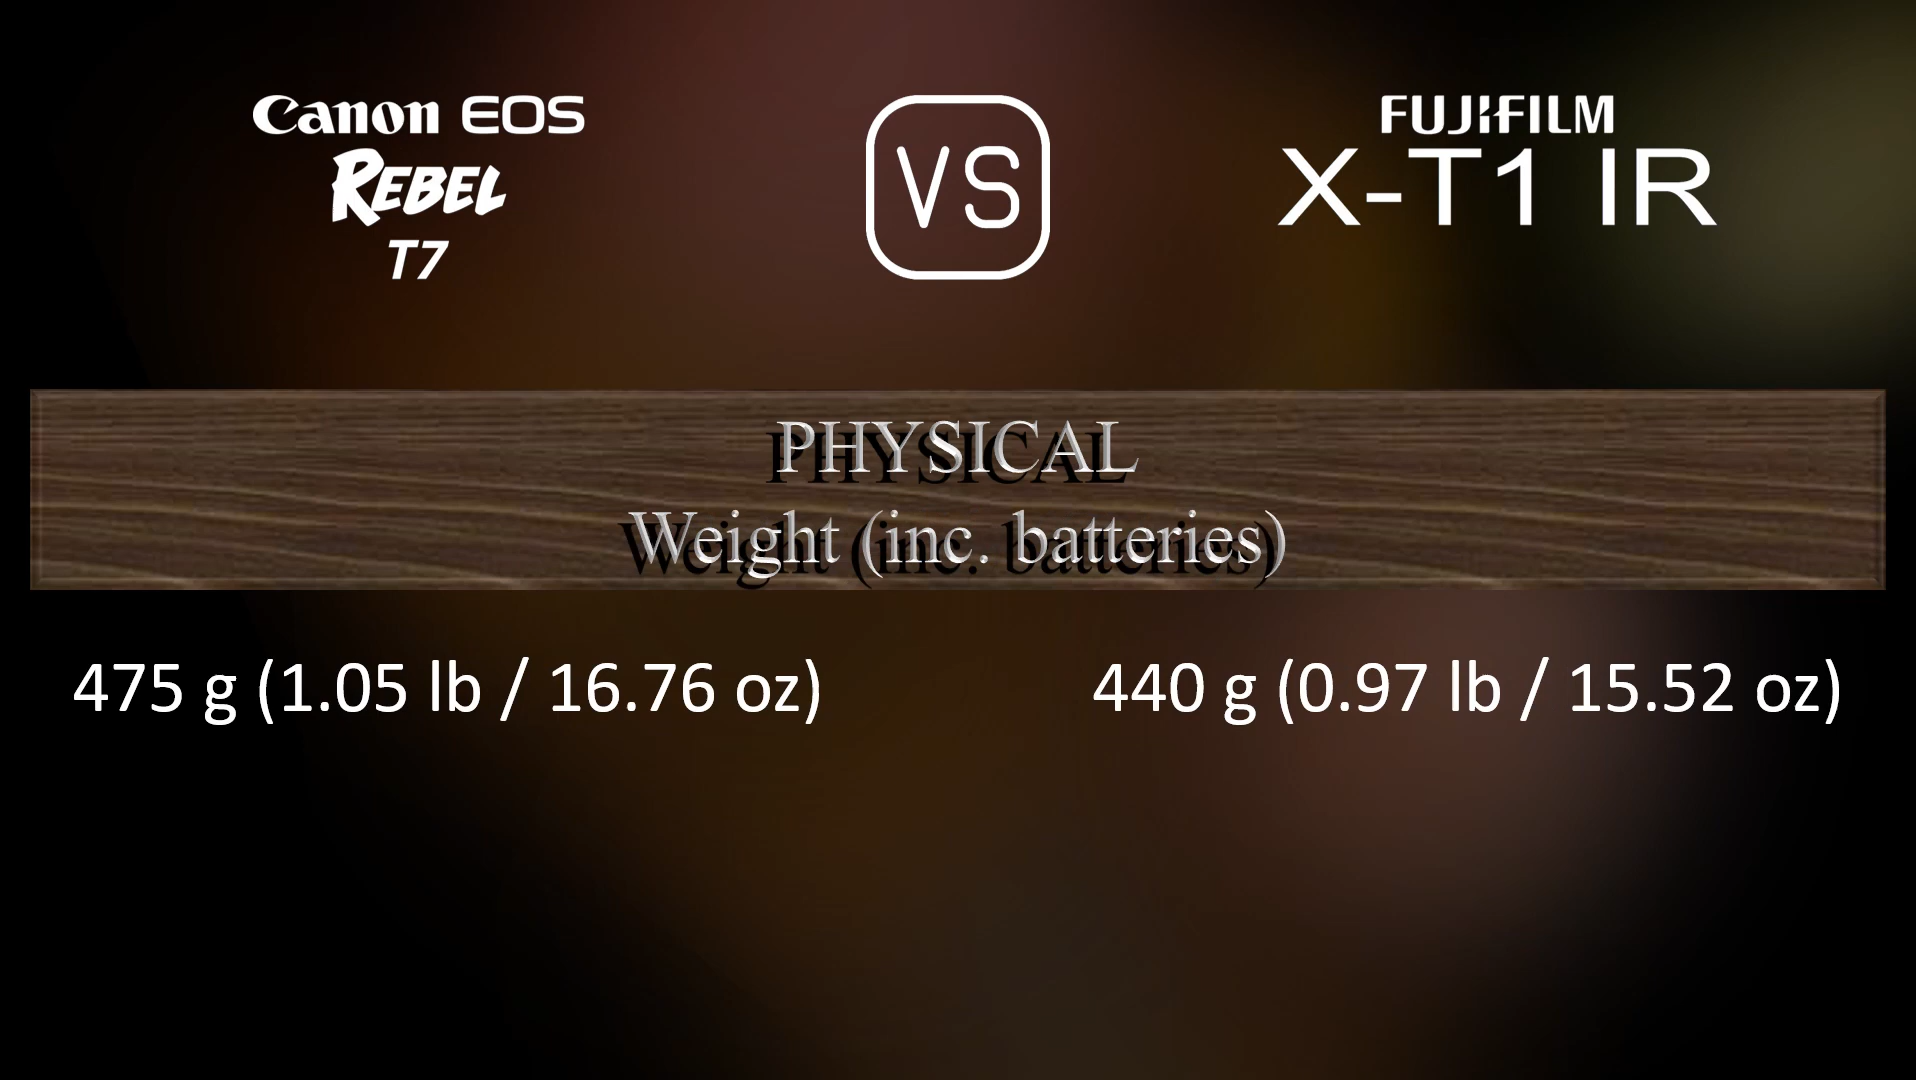 Canon EOS
REBEL
T7
VS
FUJIFILM
X-T1 IR
PHYSICAL
Weight (inc. batteries)
475 g (1.05 lb / 16.76 oz)
440 g (0.97 lb / 15.52 oz)